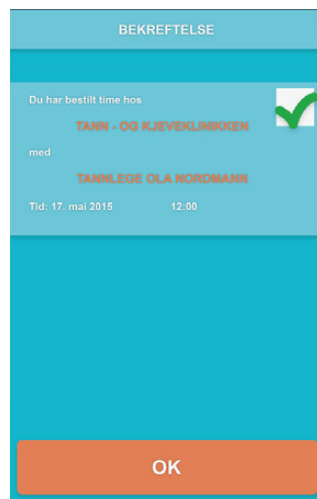 BEKREFTELSE
Du har bestilt time hos
TANN - OG KJEVEKLINIKKEN
med
TANNLEGE OLA NORDMANN
Tid: 17. mai 2015 12:00
OK